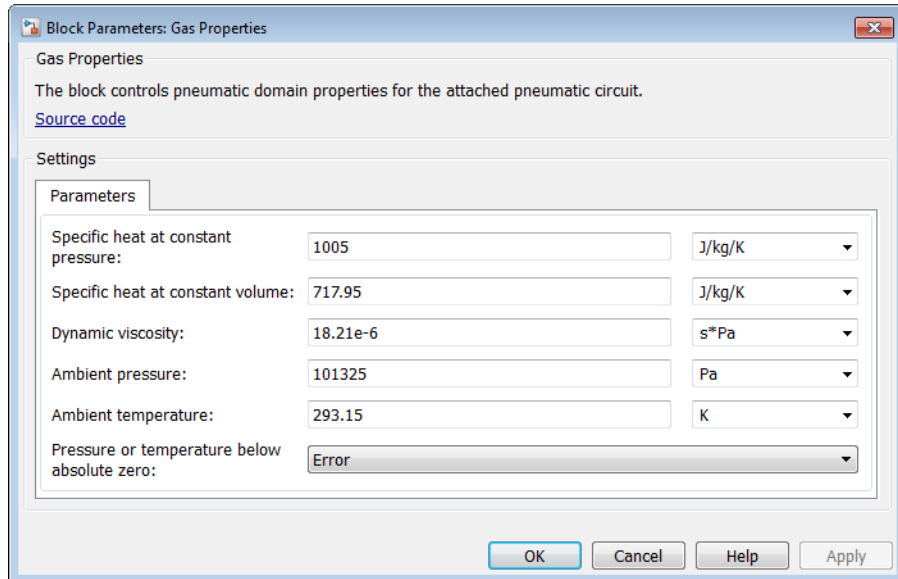 Block Parameters: Gas Properties
Gas Properties
The block controls pneumatic domain properties for the attached pneumatic circuit.
Source code
Settings
Parameters
Specific heat at constant
pressure:
1005
J/kg/K
Specific heat at constant volume:
717.95
J/kg/K
Dynamic viscosity:
18.21e-6
s*Pa
Ambient pressure:
101325
Pa
Ambient temperature:
293.15
K
Pressure or temperature below
absolute zero:
Error
OK
Cancel
Help
Apply